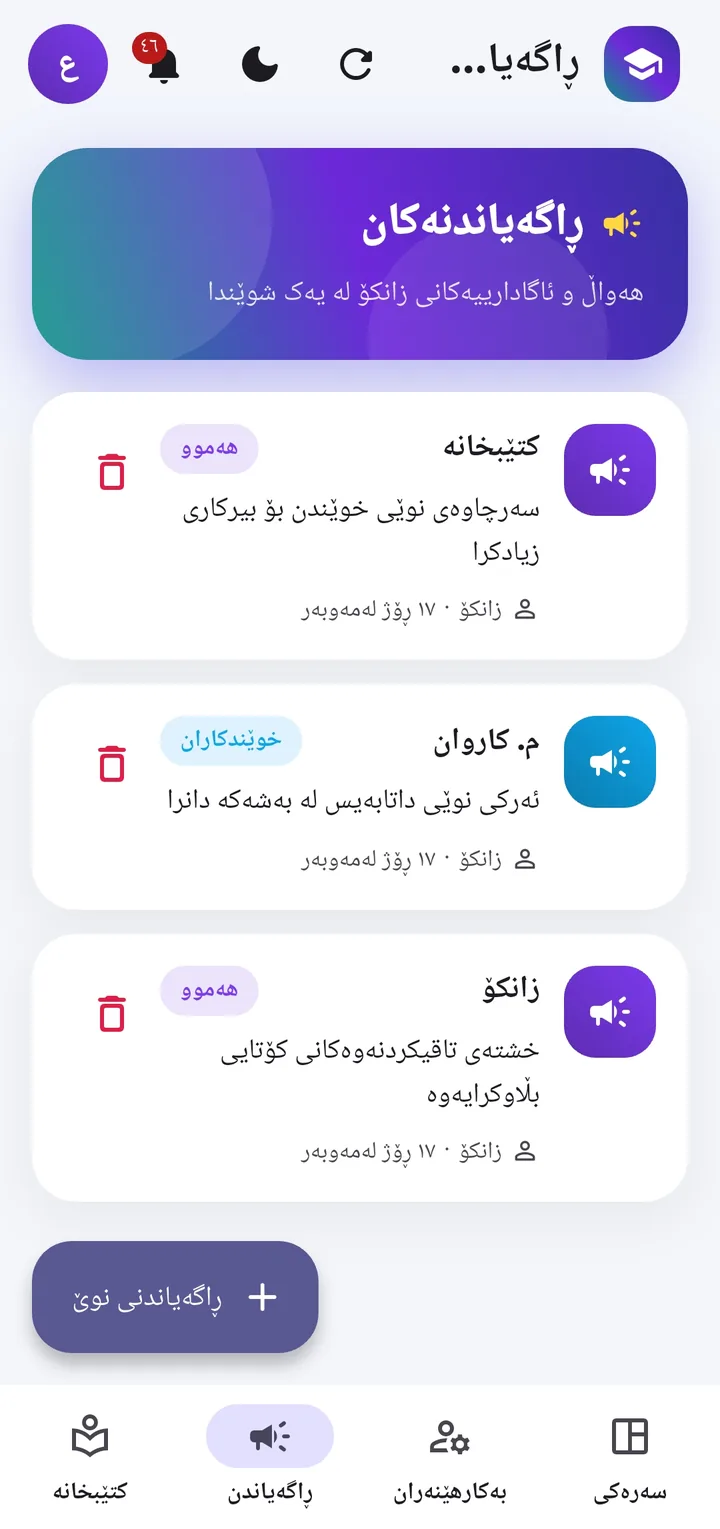 ڕاگەیا...
٤٦
ع
ڕاگەیاندنەکان
هەواڵ و ئاگادارییەکانی زانکۆ لە یەک شوێندا
کتێبخانە
هەموو
سەرچاوەی نوێی خوێندن بۆ بیرکاری
زیادکرا
زانکۆ · ١٧ ڕۆژ لەمەوبەر
م. کاروان
خوێندکاران
ئەرکی نوێی داتابەیس لە بەشەکە دانرا
زانکۆ · ١٧ ڕۆژ لەمەوبەر
زانکۆ
هەموو
خشتەی تاقیکردنەوەکانی کۆتایی
بڵاوکرایەوە
زانکۆ · ١٧ ڕۆژ لەمەوبەر
ڕاگەیاندنی نوێ
سەرەکی
بەکارهێنەران
ڕاگەیاندن
کتێبخانە